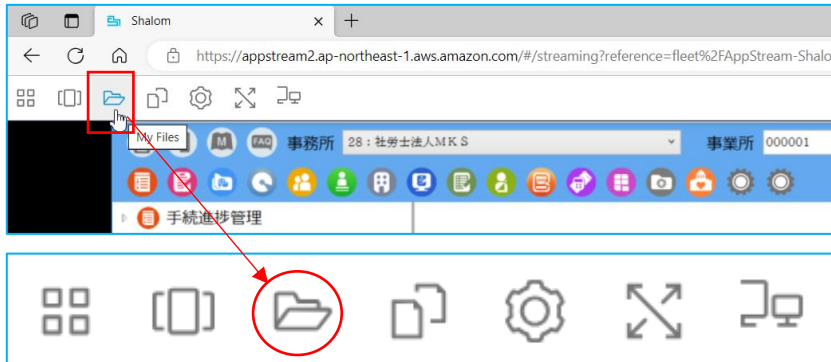 Shalom
https://appstream2.ap-northeast-1.aws.amazon.com/#/streaming?reference=fleet%2FAppStream-Shalo
My Files
M FAQ 事務所 28：社労士法人MKS 事業所 000001
手続進捗管理